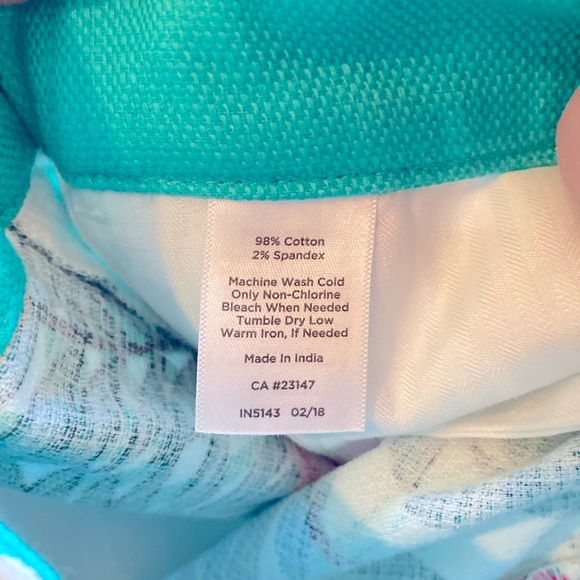 98% Cotton
2% Spandex
Machine Wash Cold
Only Non-Chlorine
Bleach When Needed
Tumble Dry Low
Warm Iron, If Needed
Made In India
CA #23147
IN5143 02/18